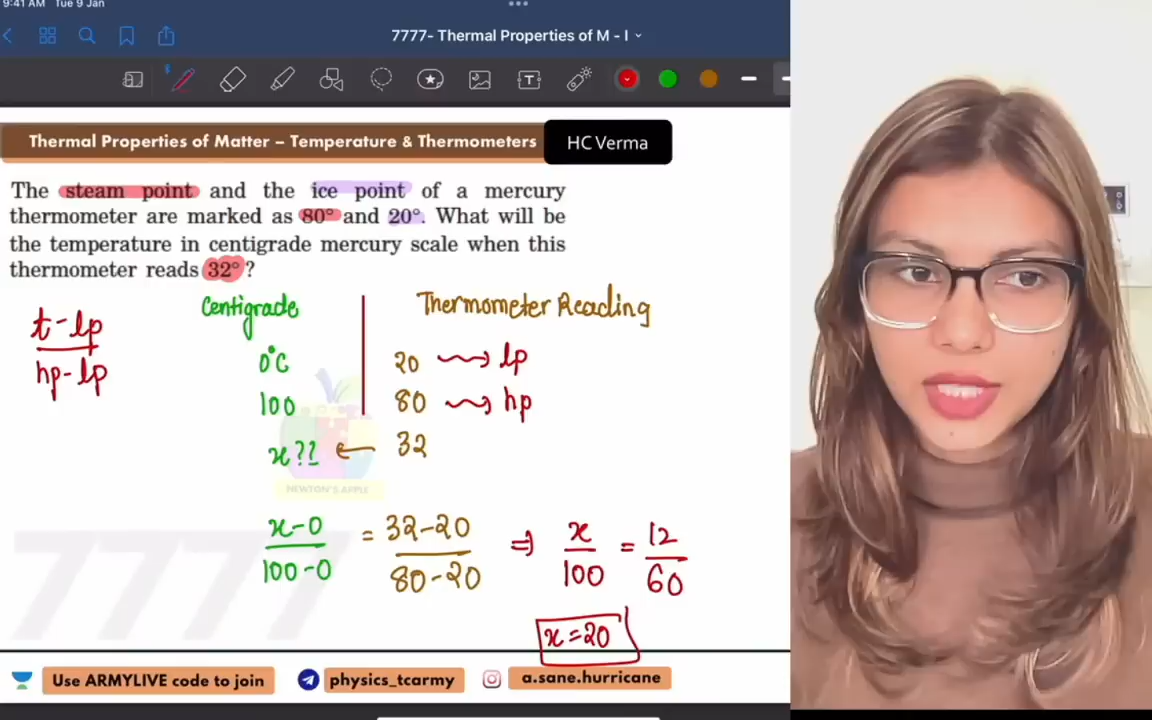 9:41 AM Tue 9 Jan
7777- Thermal Properties of M - I
T
Thermal Properties of Matter – Temperature & Thermometers
HC Verma
The steam point and the ice point of a mercury
thermometer are marked as 80° and 20°. What will be
the temperature in centigrade mercury scale when this
thermometer reads 32°?
t-lp
hp-lp
Centigrade
Thermometer Reading
0°C
20 → lp
100
80 → hp
x?? ← 32
NEWTON'S APPLE
x-0 / 100-0 = 32-20 / 80-20 ⇒ x / 100 = 12 / 60
x=20
7777
Use ARMYLIVE code to join
physics_tcarmy
a.sane.hurricane